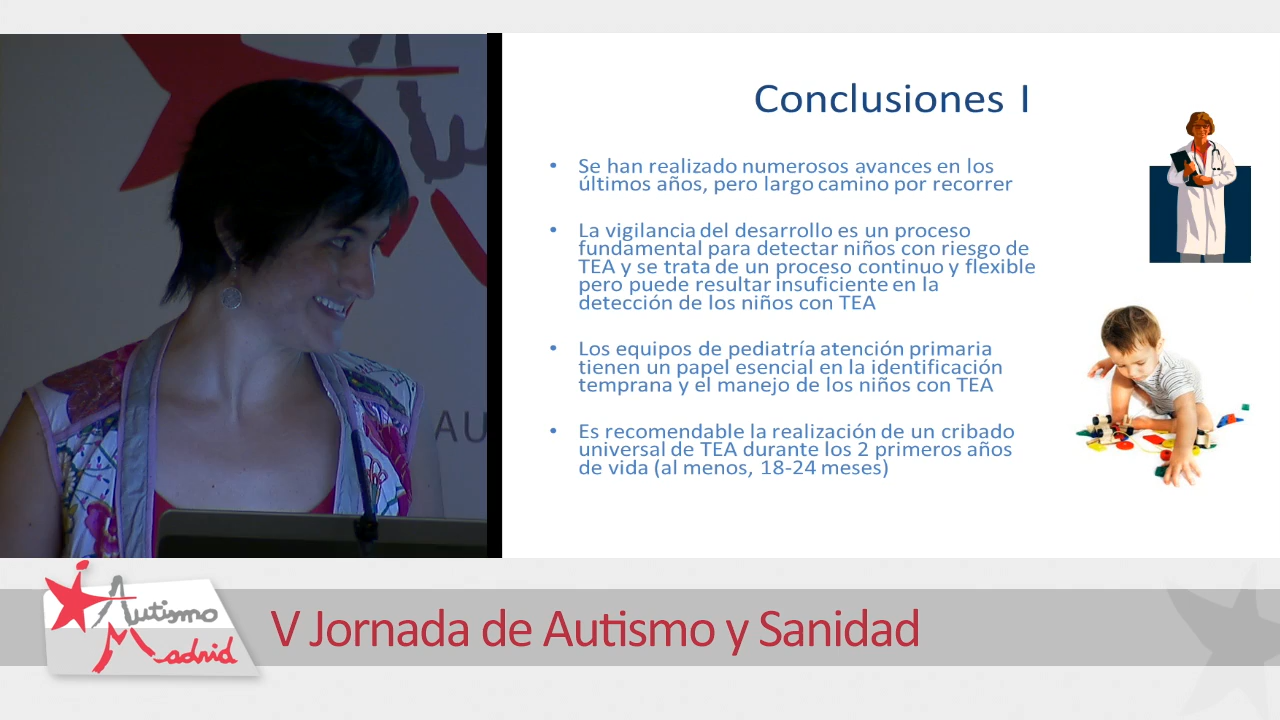 Au
AU
Conclusiones I
• Se han realizado numerosos avances en los
últimos años, pero largo camino por recorrer
• La vigilancia del desarrollo es un proceso
fundamental para detectar niños con riesgo de
TEA y se trata de un proceso continuo y flexible
pero puede resultar insuficiente en la
detección de los niños con TEA
• Los equipos de pediatría atención primaria
tienen un papel esencial en la identificación
temprana y el manejo de los niños con TEA
• Es recomendable la realización de un cribado
universal de TEA durante los 2 primeros años
de vida (al menos, 18-24 meses)
Autismo
Madrid
V Jornada de Autismo y Sanidad